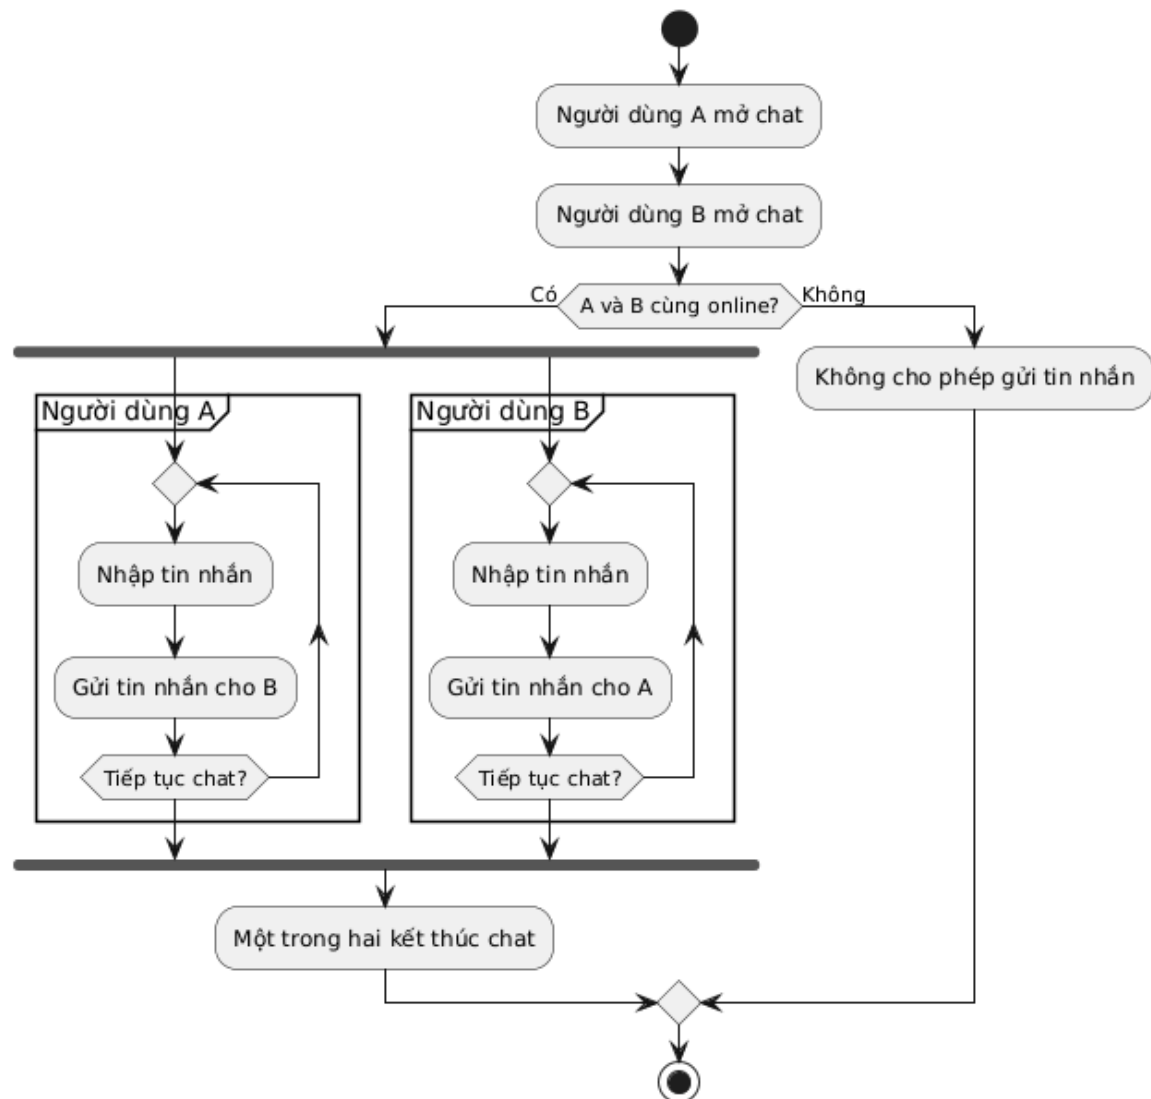 Người dùng A mở chat
Người dùng B mở chat
Có
A và B cùng online?
Không
Không cho phép gửi tin nhắn
Người dùng A
Nhập tin nhắn
Gửi tin nhắn cho B
Tiếp tục chat?
Người dùng B
Nhập tin nhắn
Gửi tin nhắn cho A
Tiếp tục chat?
Một trong hai kết thúc chat